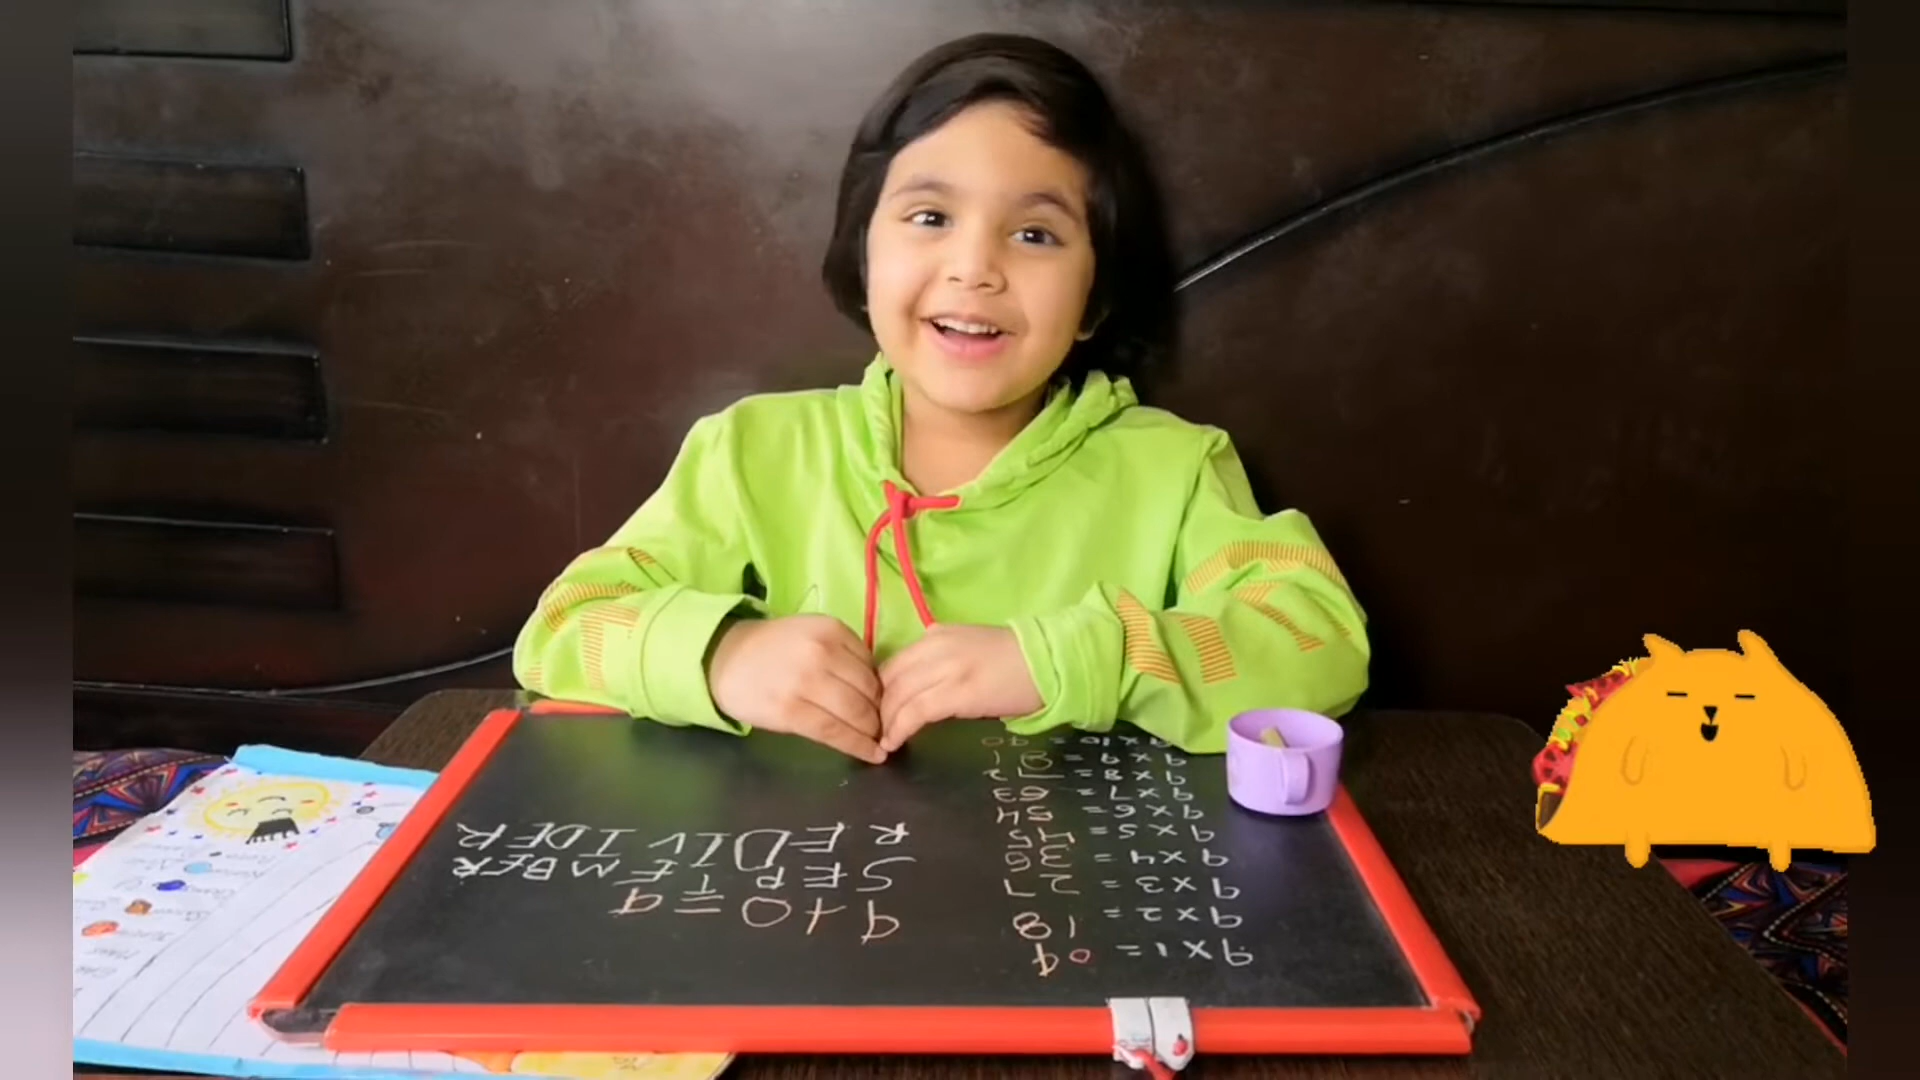 9x1= 09
9x2= 18
9x3= 27
9x4= 36
9x5= 45
9x6= 54
9x7= 63
9x8= 72
9x9= 81
9x10= 90
9+0=9
SEPTEMBER
REDIVIDER